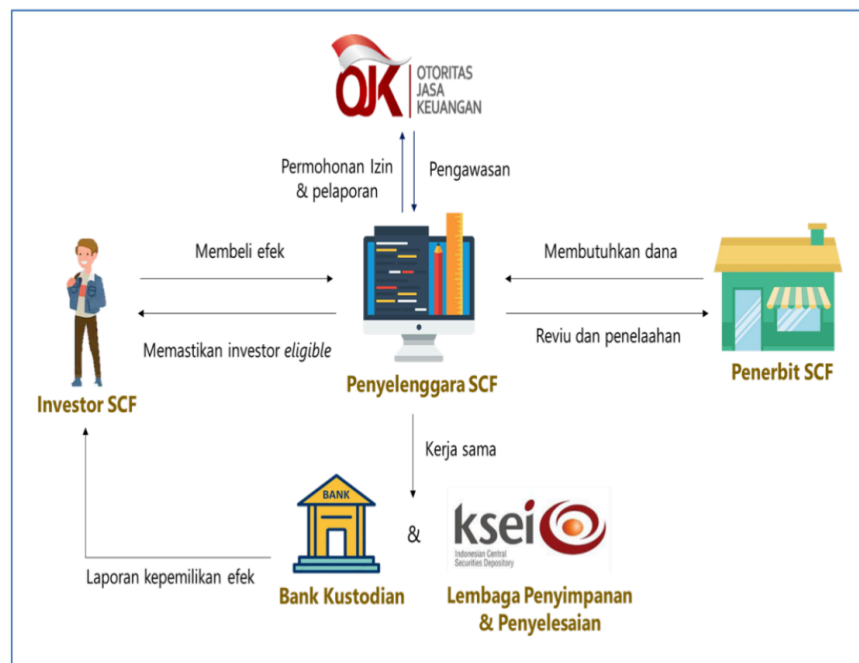 OJK
OTORITAS
JASA
KEUANGAN
Permohonan Izin
& pelaporan
Pengawasan
Membeli efek
Membutuhkan dana
Memastikan investor eligible
Reviu dan penelaahan
Investor SCF
Penyelenggara SCF
Penerbit SCF
Kerja sama
BANK
&
ksei
Indonesian Central
Securities Depository
Laporan kepemilikan efek
Bank Kustodian
Lembaga Penyimpanan
& Penyelesaian